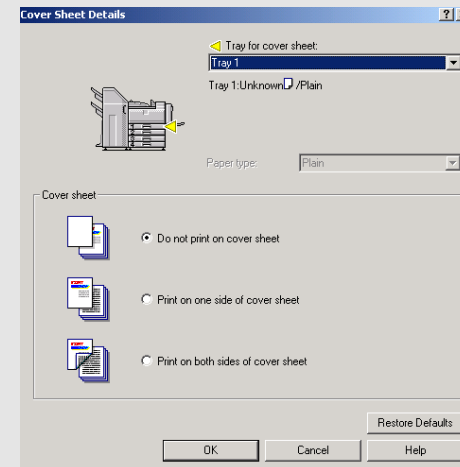 Cover Sheet Details
Tray for cover sheet:
Tray 1
Tray 1:Unknown /Plain
Paper type:
Plain
Cover sheet
Do not print on cover sheet
Print on one side of cover sheet
Print on both sides of cover sheet
Restore Defaults
OK
Cancel
Help